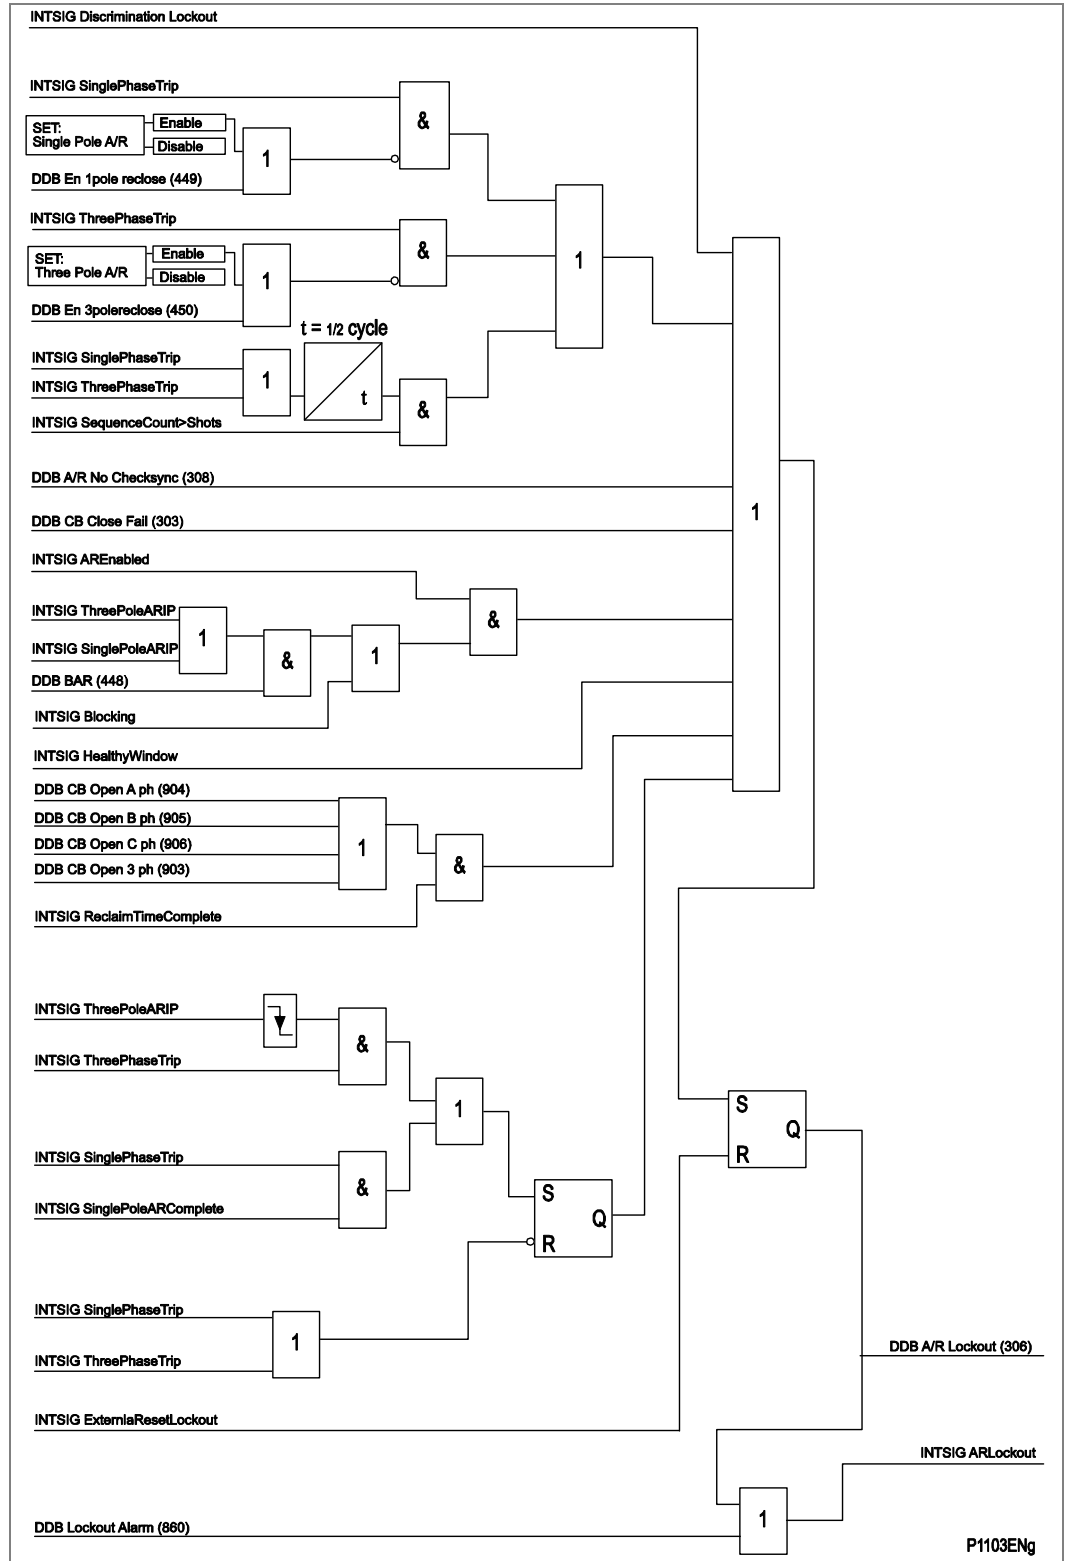 INTSIG Discrimination Lockout
INTSIG SinglePhaseTrip
&
SET:
Single Pole A/R
Enable
Disable
1
DDB En 1pole reclose (449)
INTSIG ThreePhaseTrip
&
SET:
Three Pole A/R
Enable
Disable
1
1
DDB En 3polereclose (450)
t = 1/2 cycle
INTSIG SinglePhaseTrip
INTSIG ThreePhaseTrip
1
t
&
INTSIG SequenceCount>Shots
DDB A/R No Checksync (308)
1
DDB CB Close Fail (303)
INTSIG AREnabled
INTSIG ThreePoleARIP
1
&
INTSIG SinglePoleARIP
&
1
DDB BAR (448)
INTSIG Blocking
INTSIG HealthyWindow
DDB CB Open A ph (904)
DDB CB Open B ph (905)
DDB CB Open C ph (906)
1
DDB CB Open 3 ph (903)
&
INTSIG ReclaimTimeComplete
INTSIG ThreePoleARIP
&
INTSIG ThreePhaseTrip
1
S
Q
R
INTSIG SinglePhaseTrip
&
INTSIG SinglePoleARComplete
S
Q
R
INTSIG SinglePhaseTrip
1
INTSIG ThreePhaseTrip
DDB A/R Lockout (306)
INTSIG ExternlaResetLockout
INTSIG ARLockout
1
DDB Lockout Alarm (860)
P1103ENg